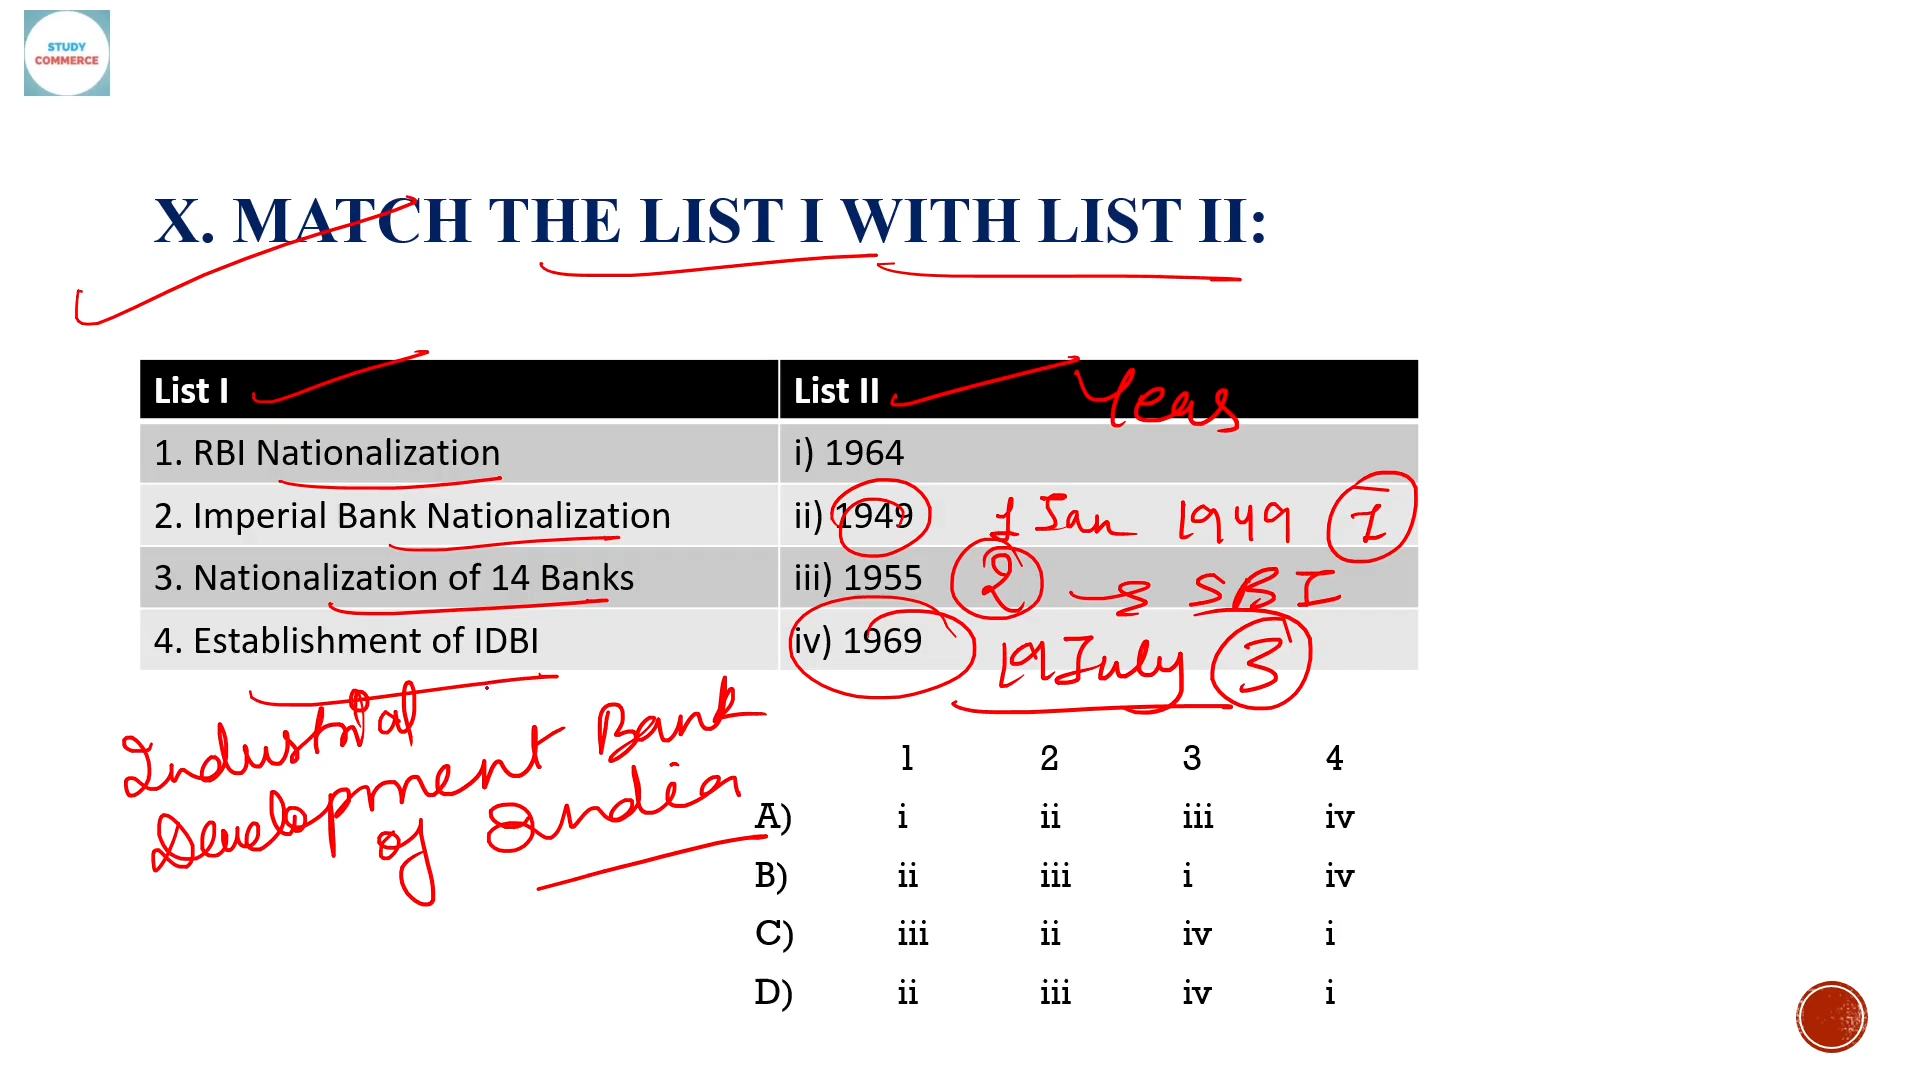 STUDY
COMMERCE
X. MATCH THE LIST I WITH LIST II:
List I
List II
Years
1. RBI Nationalization
i) 1964
2. Imperial Bank Nationalization
ii) 1949
1 Jan 1949 I
3. Nationalization of 14 Banks
iii) 1955
2 SBI
4. Establishment of IDBI
iv) 1969
19 July 3
Industrial
Development Bank
of India
1 2 3 4
A) i ii iii iv
B) ii iii i iv
C) iii ii iv i
D) ii iii iv i